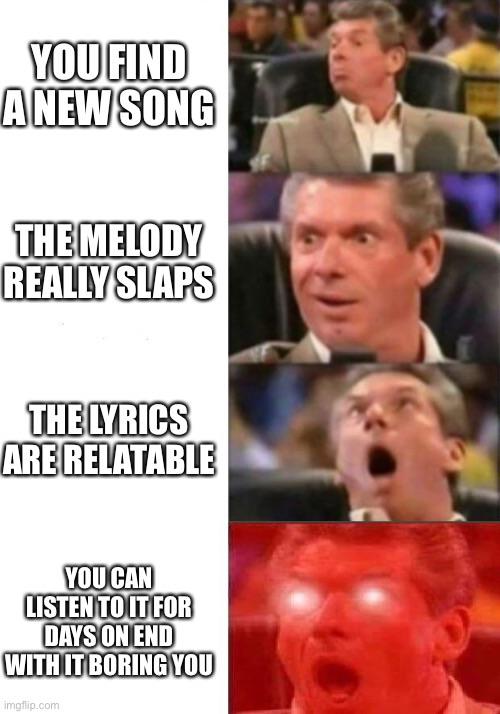 YOU FIND
A NEW SONG
THE MELODY
REALLY SLAPS
THE LYRICS
ARE RELATABLE
YOU CAN
LISTEN TO IT FOR
DAYS ON END
WITH IT BORING YOU
imgflip.com